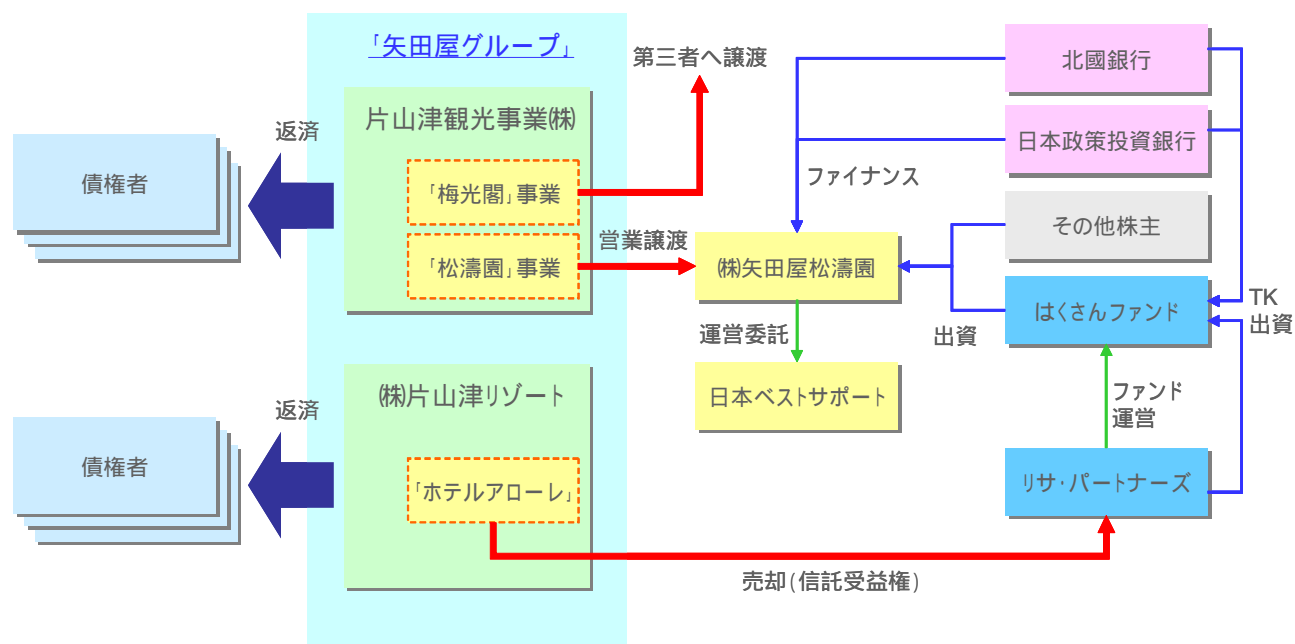 「矢田屋グループ」
第三者へ譲渡
北國銀行
片山津観光事業㈱
返済
債権者
日本政策投資銀行
「梅光閣」事業
ファイナンス
その他株主
営業譲渡
「松濤園」事業
㈱矢田屋松濤園
はくさんファンド
TK
出資
運営委託
出資
㈱片山津リゾート
日本ベストサポート
ファンド
運営
返済
債権者
「ホテルアローレ」
リサ・パートナーズ
売却(信託受益権)